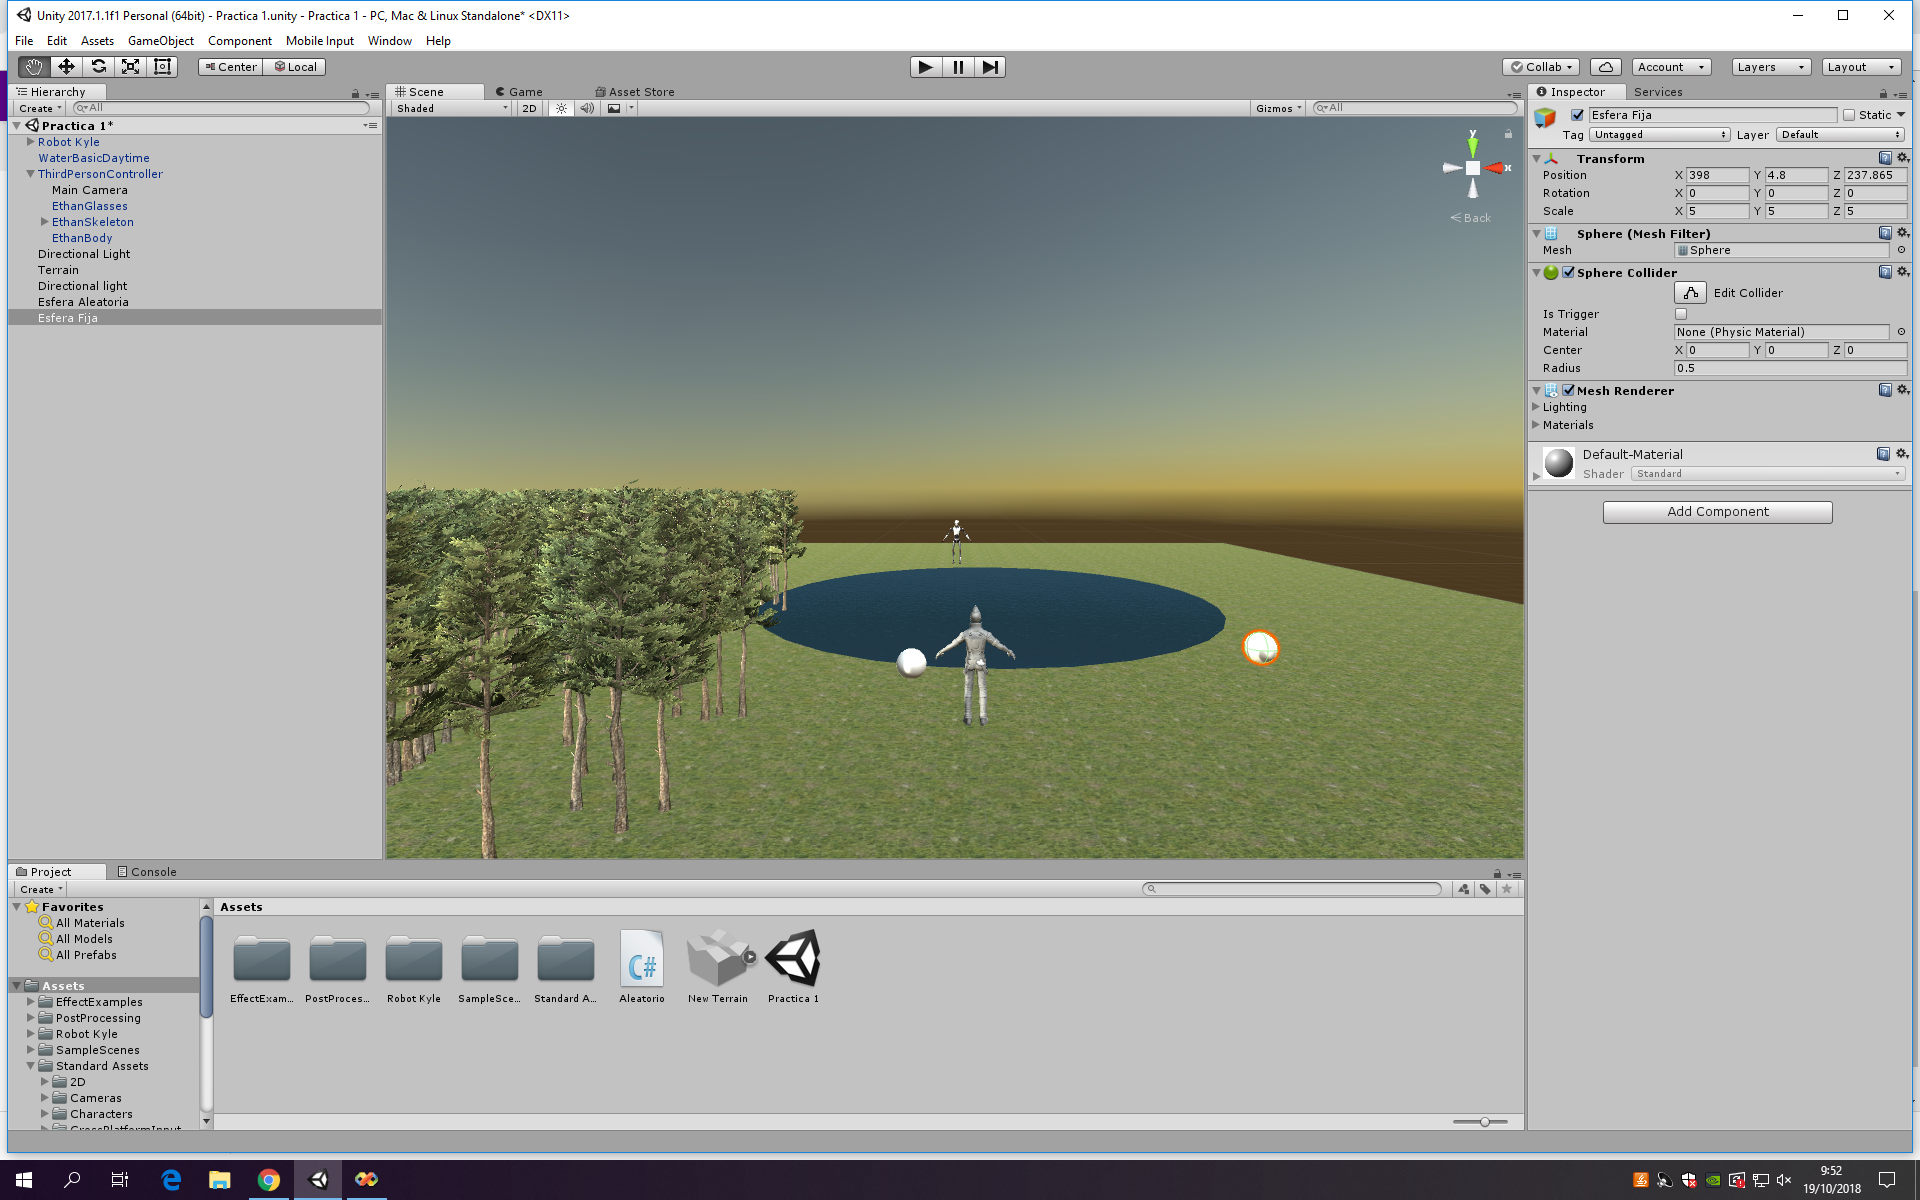 Unity 2017.1.1f1 Personal (64bit) - Practica 1.unity - Practica 1 - PC, Mac & Linux Standalone* <DX11>
File Edit Assets GameObject Component Mobile Input Window Help
Center Local
Collab Account Layers Layout
Hierarchy
Create All
Practica 1*
Robot Kyle
WaterBasicDaytime
ThirdPersonController
Main Camera
EthanGlasses
EthanSkeleton
EthanBody
Directional Light
Terrain
Directional light
Esfera Aleatoria
Esfera Fija
Scene Game Asset Store
Shaded 2D Gizmos All
y
x
Back
Inspector Services
Esfera Fija Static
Tag Untagged Layer Default
Transform
Position X 398 Y 4.8 Z 237.865
Rotation X 0 Y 0 Z 0
Scale X 5 Y 5 Z 5
Sphere (Mesh Filter)
Mesh Sphere
Sphere Collider
Edit Collider
Is Trigger
Material None (Physic Material)
Center X 0 Y 0 Z 0
Radius 0.5
Mesh Renderer
Lighting
Materials
Default-Material
Shader Standard
Add Component
Project Console
Create
Favorites
All Materials
All Models
All Prefabs
Assets
EffectExamples
PostProcessing
Robot Kyle
SampleScenes
Standard Assets
2D
Cameras
Characters
CrossPlatformInput
Assets
C#
EffectExam... PostProces... Robot Kyle SampleSce... Standard A... Aleatorio New Terrain Practica 1
9:52
19/10/2018